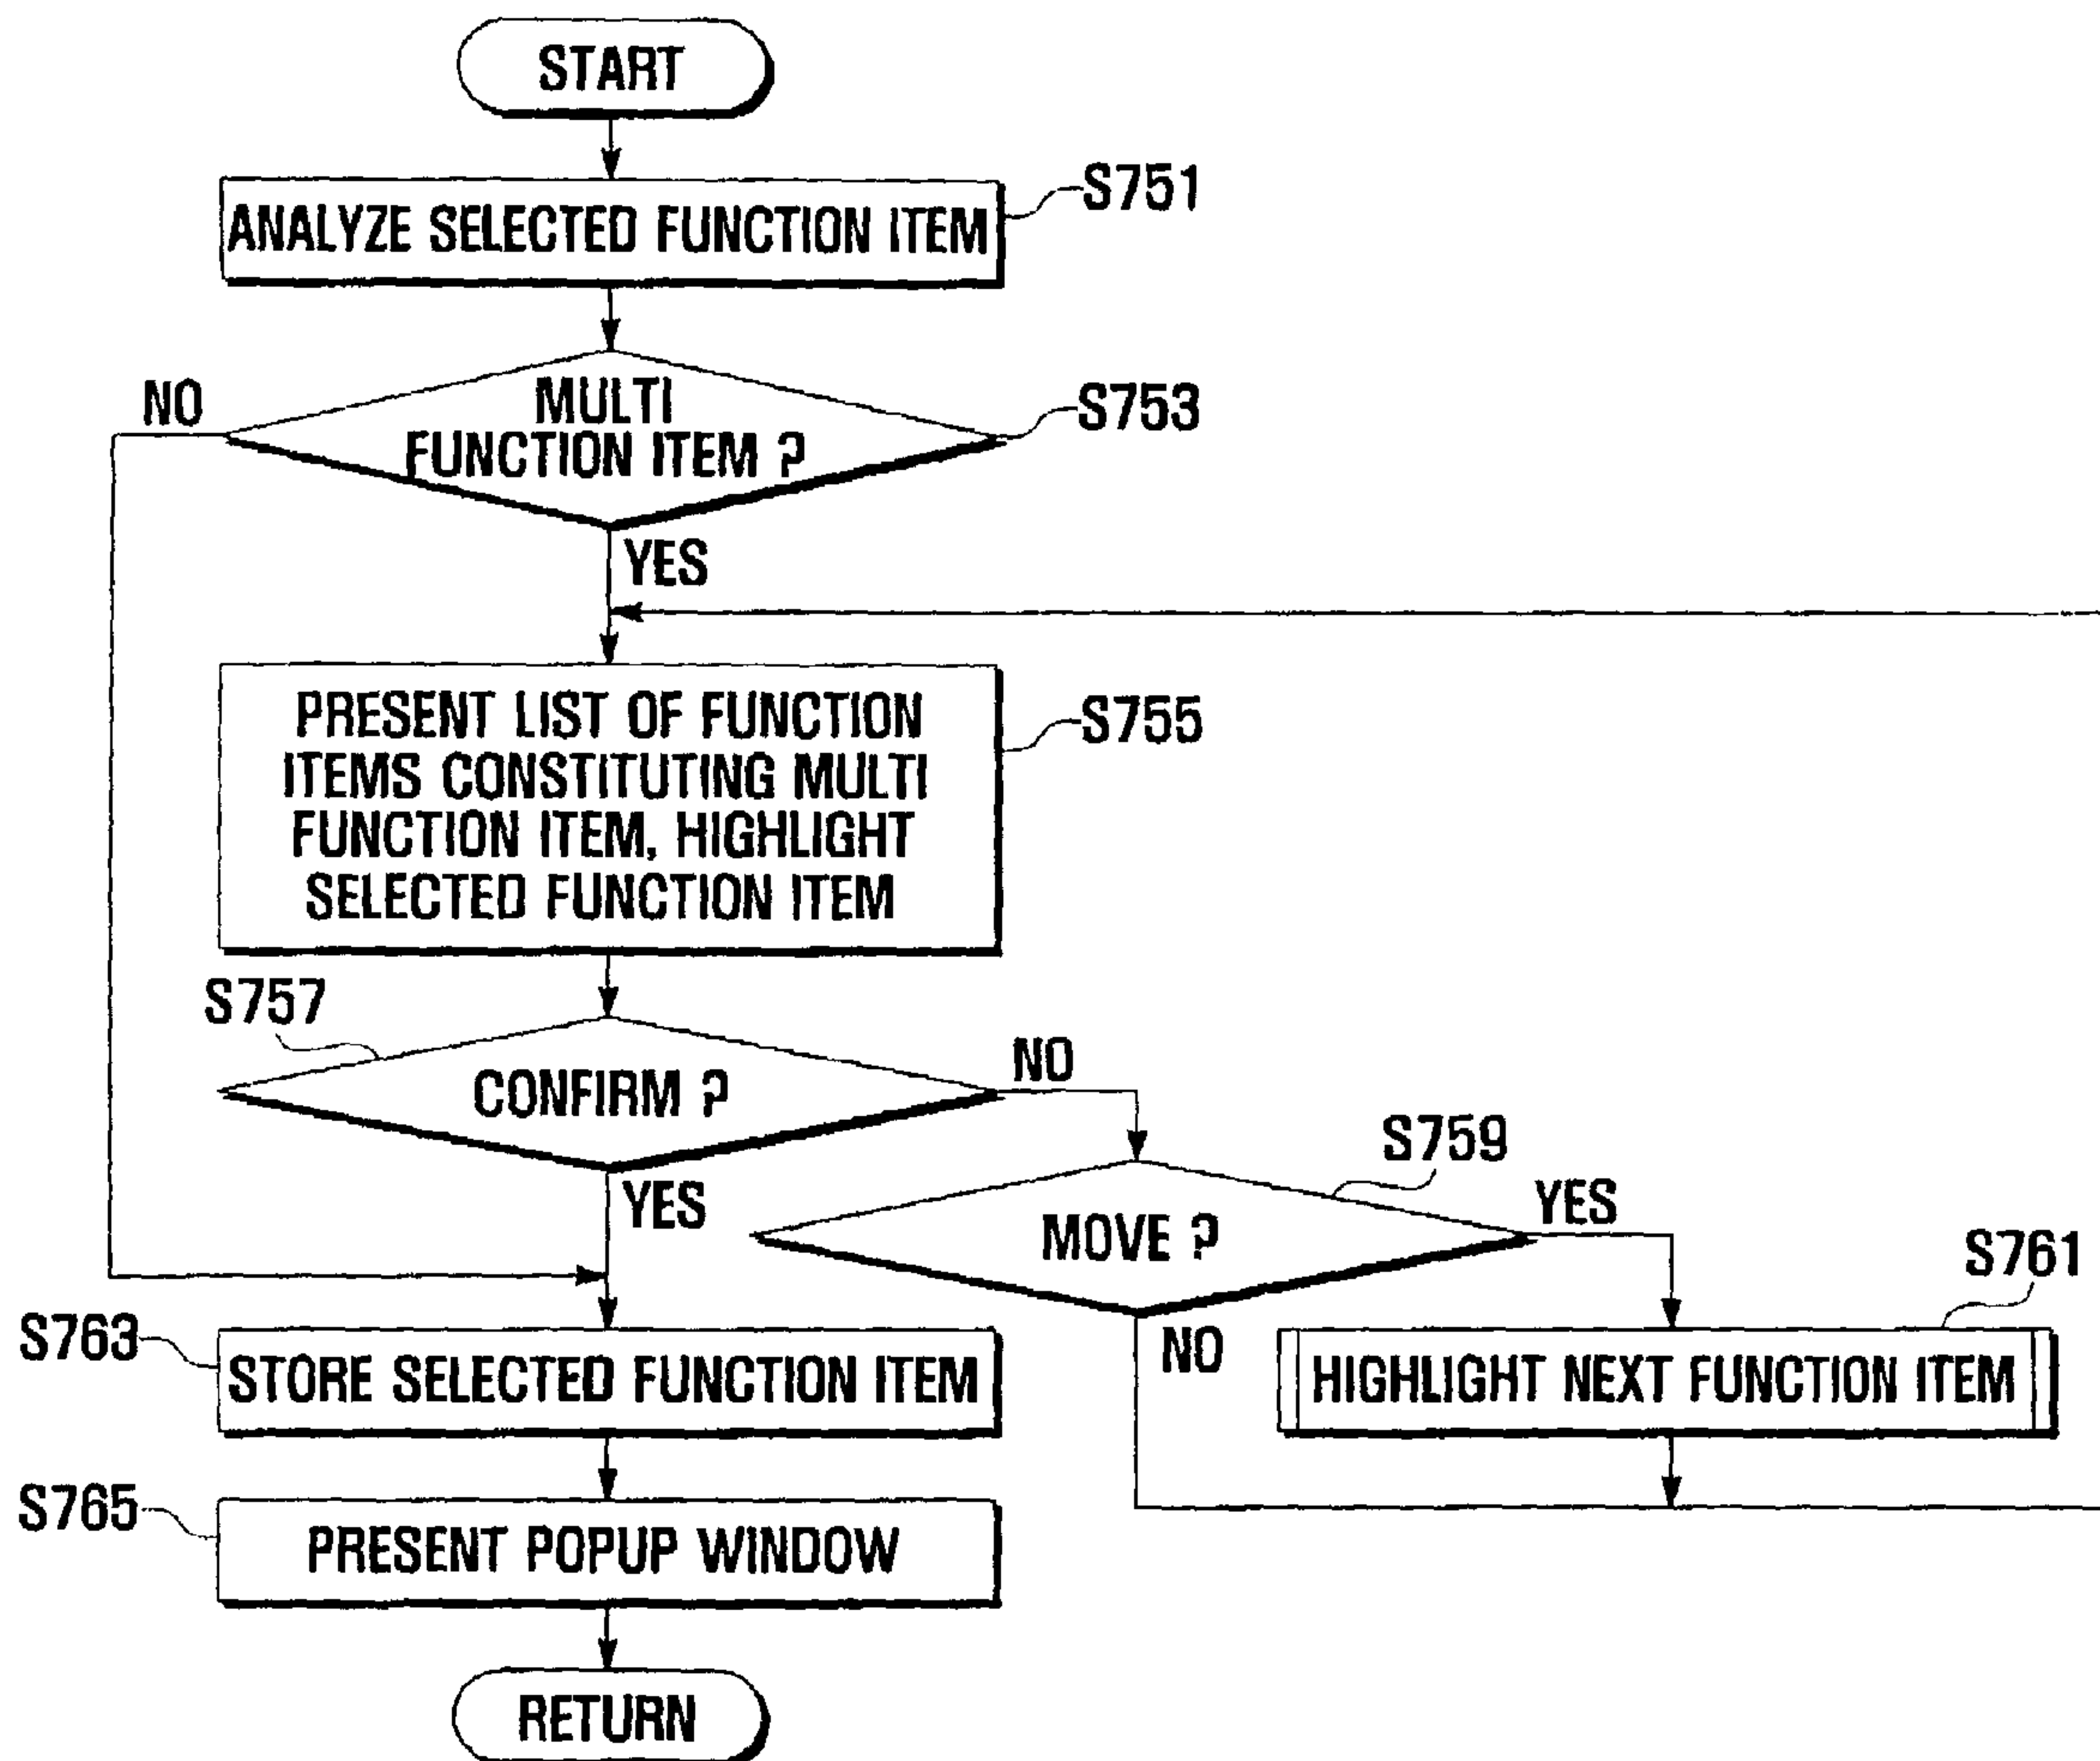 START
ANALYZE SELECTED FUNCTION ITEM
S751
MULTI
FUNCTION ITEM ?
S753
NO
YES
PRESENT LIST OF FUNCTION
ITEMS CONSTITUTING MULTI
FUNCTION ITEM, HIGHLIGHT
SELECTED FUNCTION ITEM
S755
S757
CONFIRM ?
NO
YES
S759
MOVE ?
YES
NO
S761
HIGHLIGHT NEXT FUNCTION ITEM
S763
STORE SELECTED FUNCTION ITEM
S765
PRESENT POPUP WINDOW
RETURN